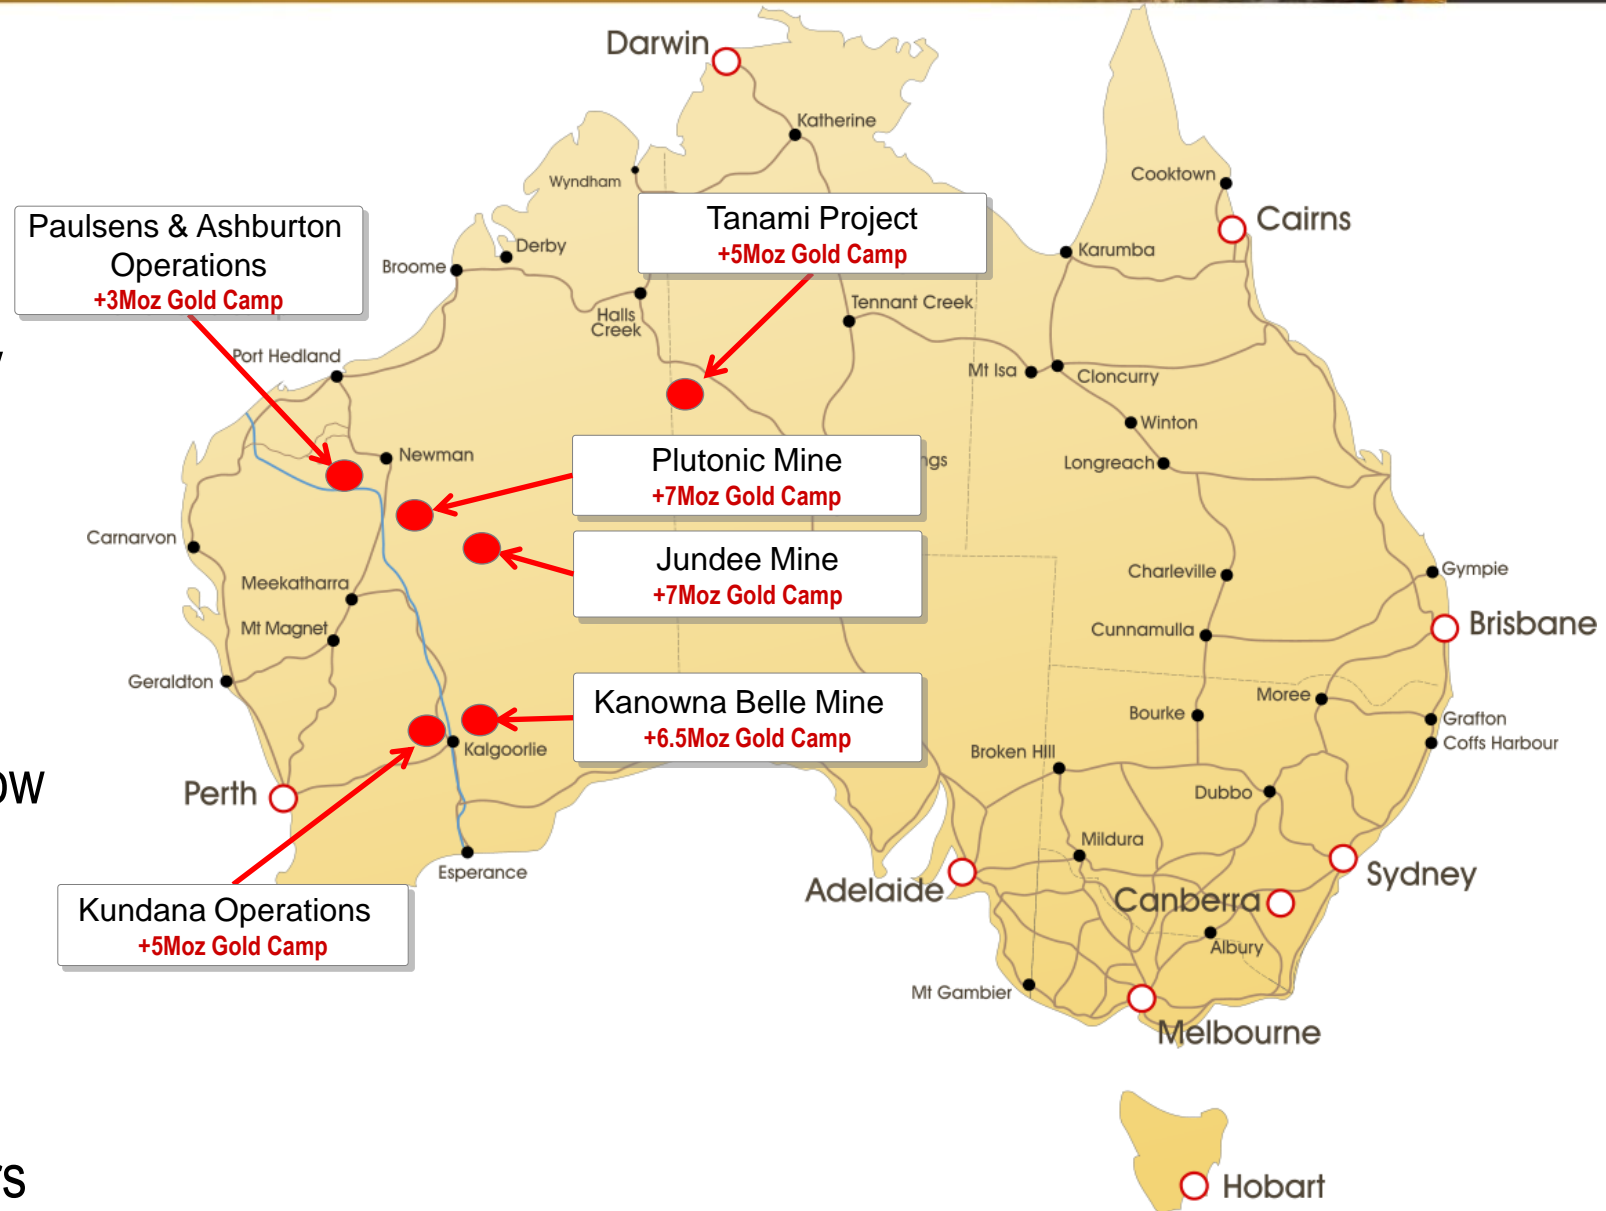 Darwin
Katherine
Wyndham
Cooktown
Cairns
Paulsens & Ashburton
Operations
+3Moz Gold Camp
Tanami Project
+5Moz Gold Camp
Derby
Broome
Karumba
Halls
Creek
Tennant Creek
Port Hedland
Mt Isa
Cloncurry
Winton
Newman
Plutonic Mine
+7Moz Gold Camp
ngs
Longreach
Carnarvon
Jundee Mine
+7Moz Gold Camp
Meekatharra
Charleville
Gympie
Mt Magnet
Cunnamulla
Brisbane
Geraldton
Kanowna Belle Mine
+6.5Moz Gold Camp
Moree
Bourke
Grafton
Coffs Harbour
Kalgoorlie
Broken Hill
ow
Perth
Dubbo
Mildura
Esperance
Adelaide
Sydney
Canberra
Kundana Operations
+5Moz Gold Camp
Albury
Mt Gambier
Melbourne
rs
Hobart